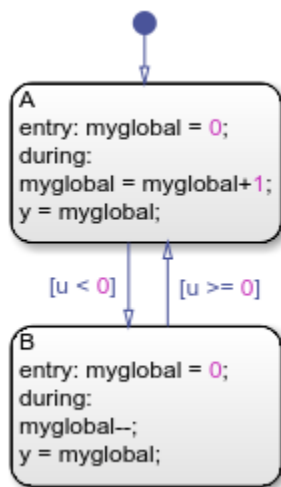 A
entry: myglobal = 0;
during:
myglobal = myglobal+1;
y = myglobal;
[u < 0]
[u >= 0]
B
entry: myglobal = 0;
during:
myglobal--;
y = myglobal;